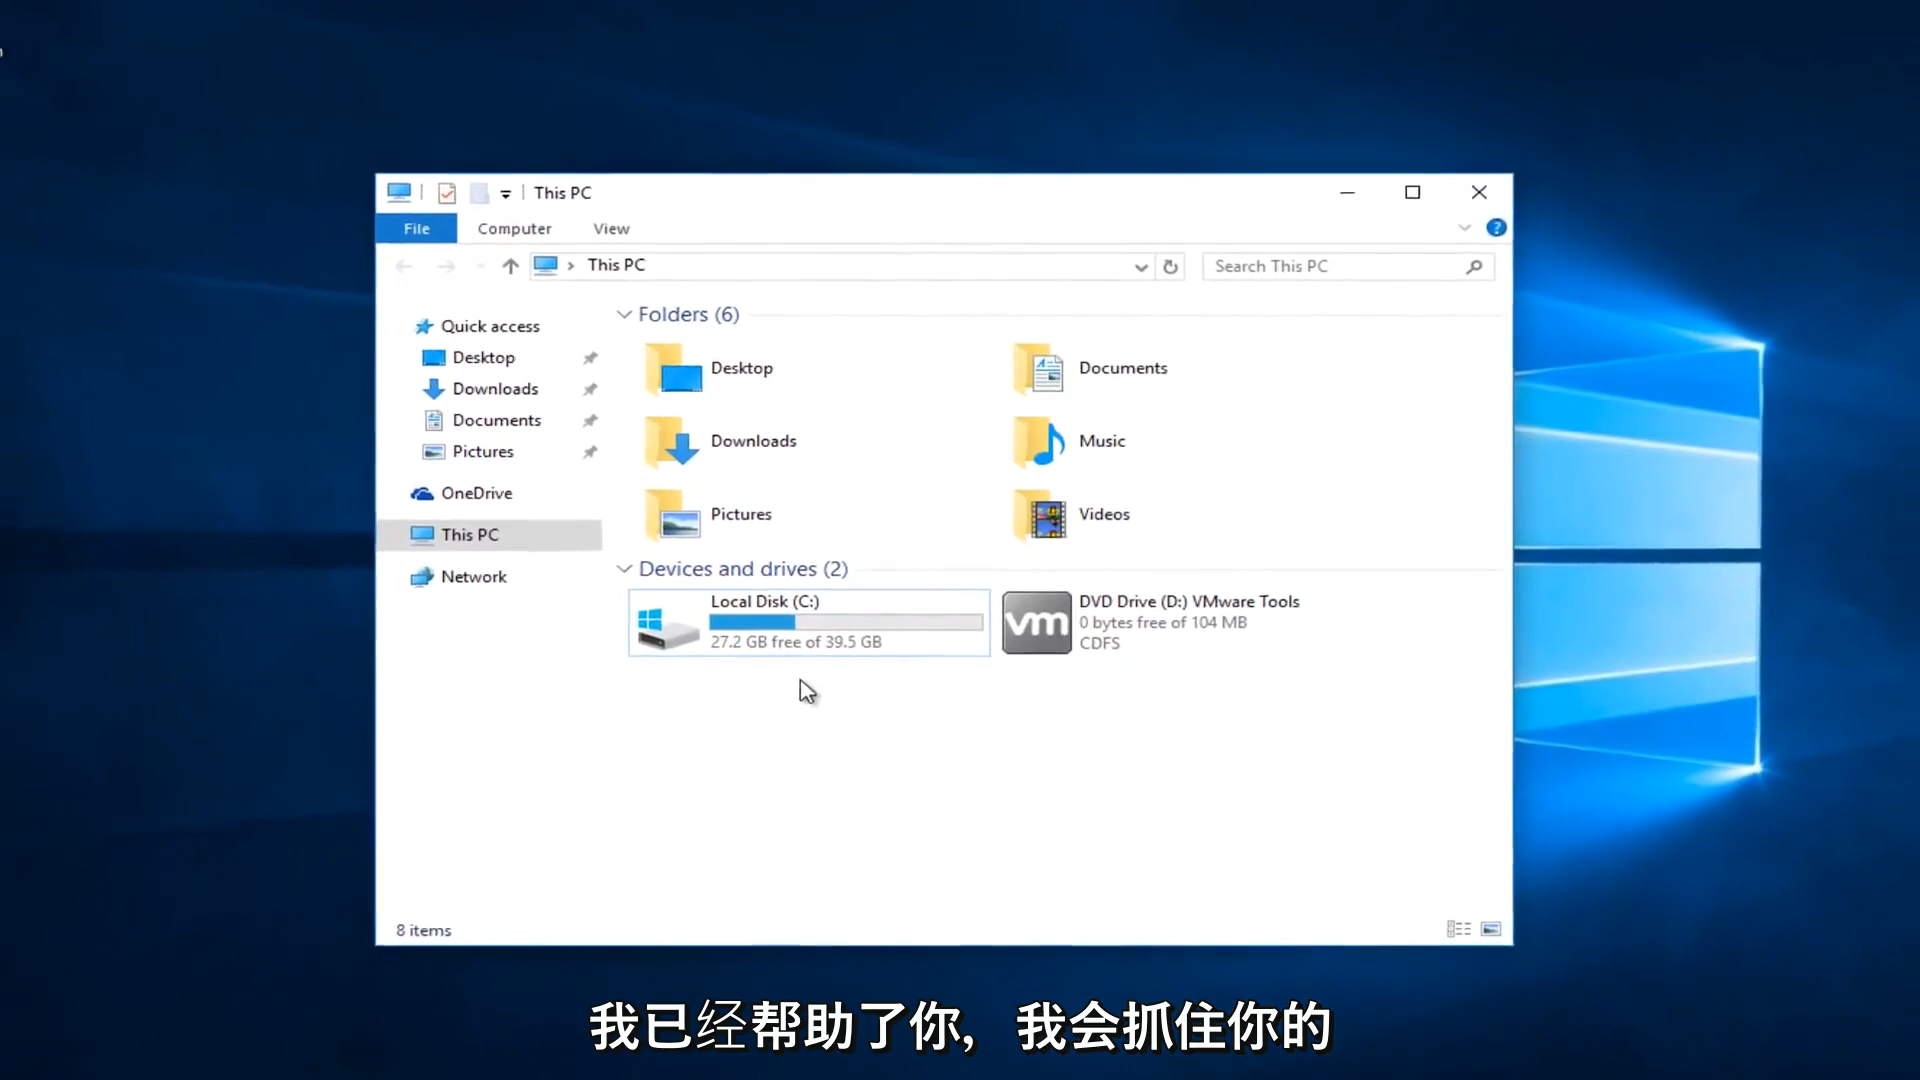 This PC
File
Computer
View
This PC
Search This PC
Quick access
Desktop
Downloads
Documents
Pictures
OneDrive
This PC
Network
Folders (6)
Desktop
Documents
Downloads
Music
Pictures
Videos
Devices and drives (2)
Local Disk (C:)
27.2 GB free of 39.5 GB
vm
DVD Drive (D:) VMware Tools
0 bytes free of 104 MB
CDFS
8 items
我已经帮助了你，我会抓住你的